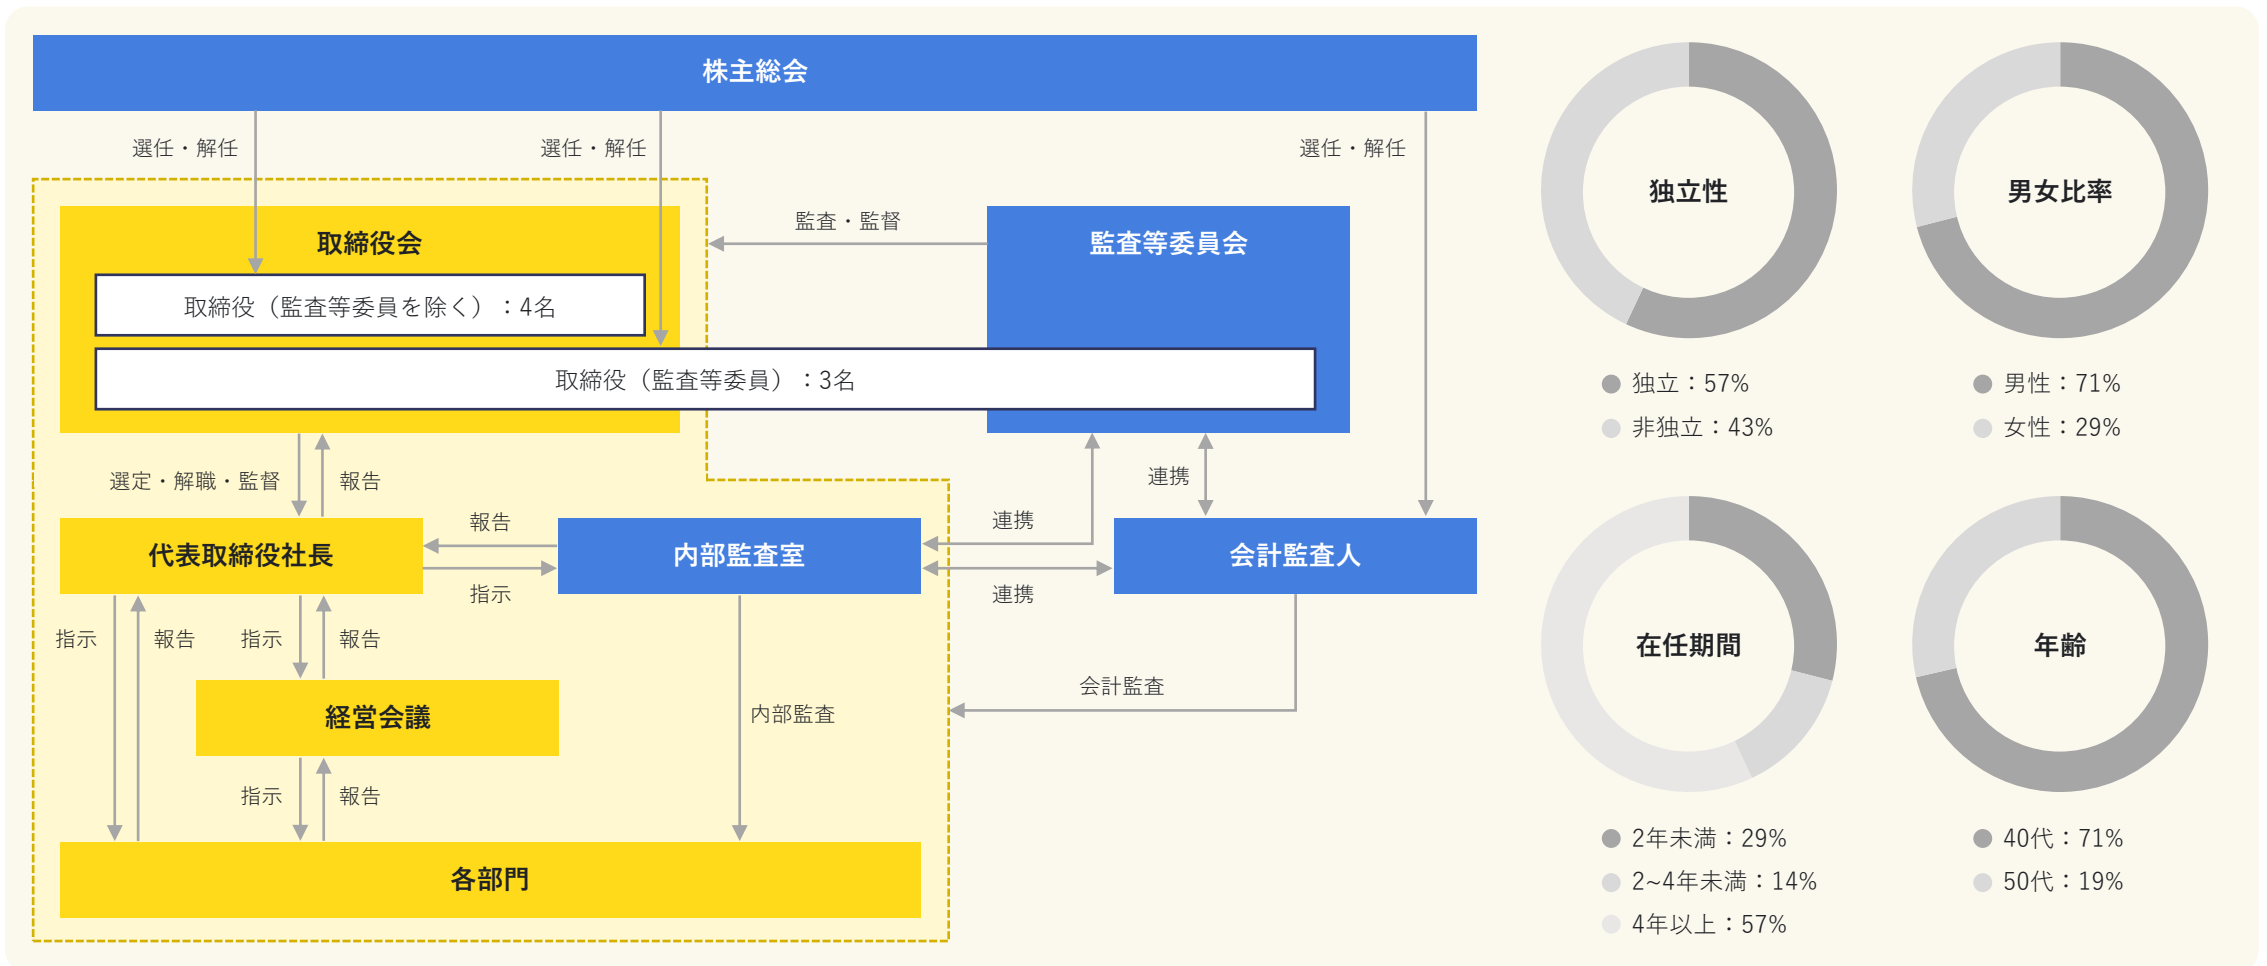 株主総会
選任・解任
選任・解任
選任・解任
取締役会
取締役（監査等委員を除く）：4名
監査・監督
監査等委員会
取締役（監査等委員）：3名
選定・解職・監督
報告
連携
代表取締役社長
報告
指示
内部監査室
連携
連携
会計監査人
指示
報告
指示
報告
経営会議
内部監査
会計監査
指示
報告
各部門
独立性
独立：57%
非独立：43%
男女比率
男性：71%
女性：29%
在任期間
2年未満：29%
2~4年未満：14%
4年以上：57%
年齢
40代：71%
50代：19%